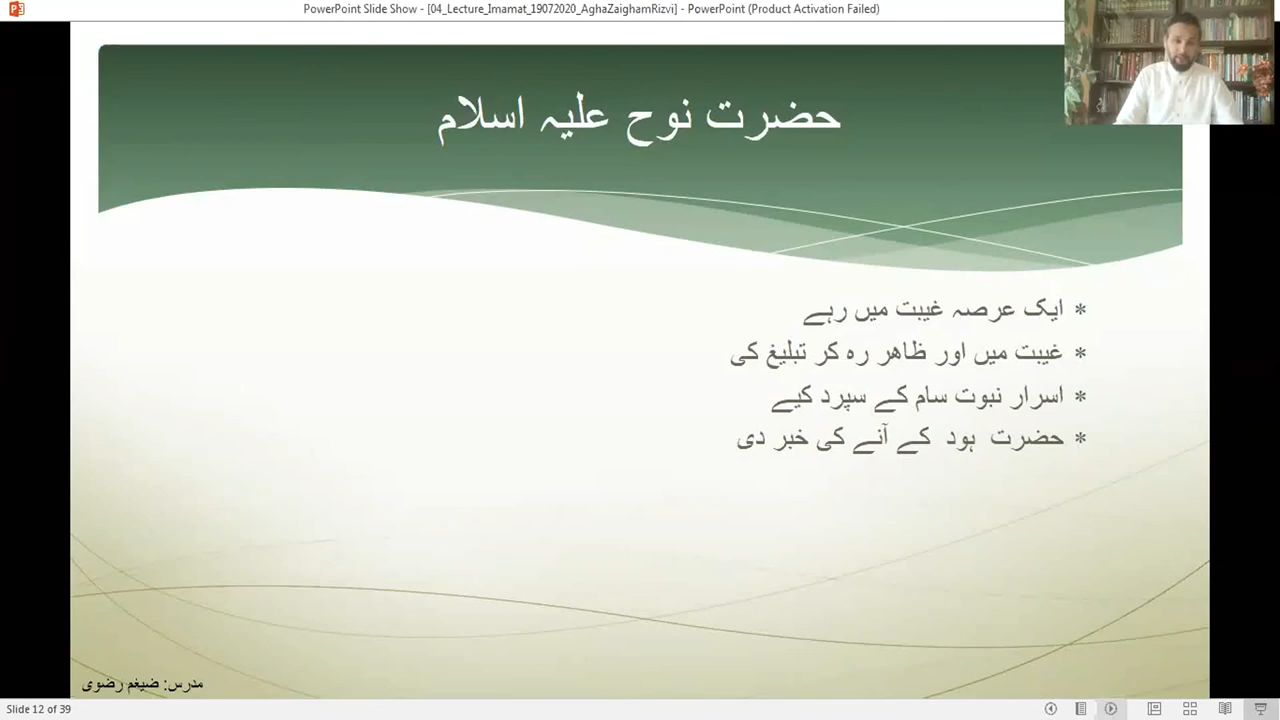 PowerPoint Slide Show - [04_Lecture_Imamat_19072020_AghaZaighamRizvi] - PowerPoint (Product Activation Failed)
حضرت نوح علیہ اسلام
* ایک عرصہ غیبت میں رہے
* غیبت میں اور ظاھر رہ کر تبلیغ کی
* اسرار نبوت سام کے سپرد کیے
* حضرت ہود کے آنے کی خبر دی
مدرس: ضیغم رضوی
Slide 12 of 39